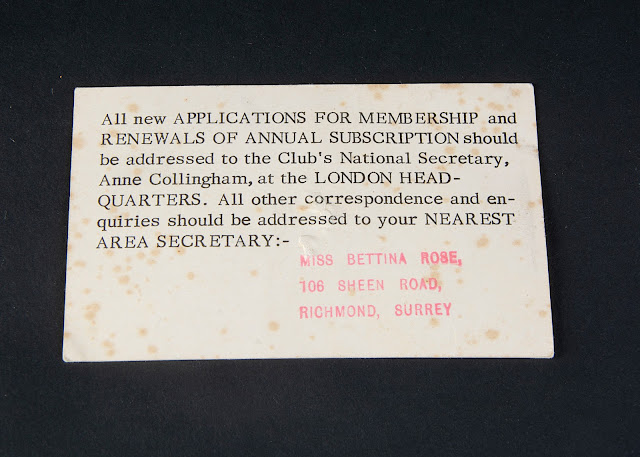 All new APPLICATIONS FOR MEMBERSHIP and
RENEWALS OF ANNUAL SUBSCRIPTION should
be addressed to the Club's National Secretary,
Anne Collingham, at the LONDON HEAD-
QUARTERS. All other correspondence and en-
quiries should be addressed to your NEAREST
AREA SECRETARY:-
MISS BETTINA ROSE,
106 SHEEN ROAD,
RICHMOND, SURREY